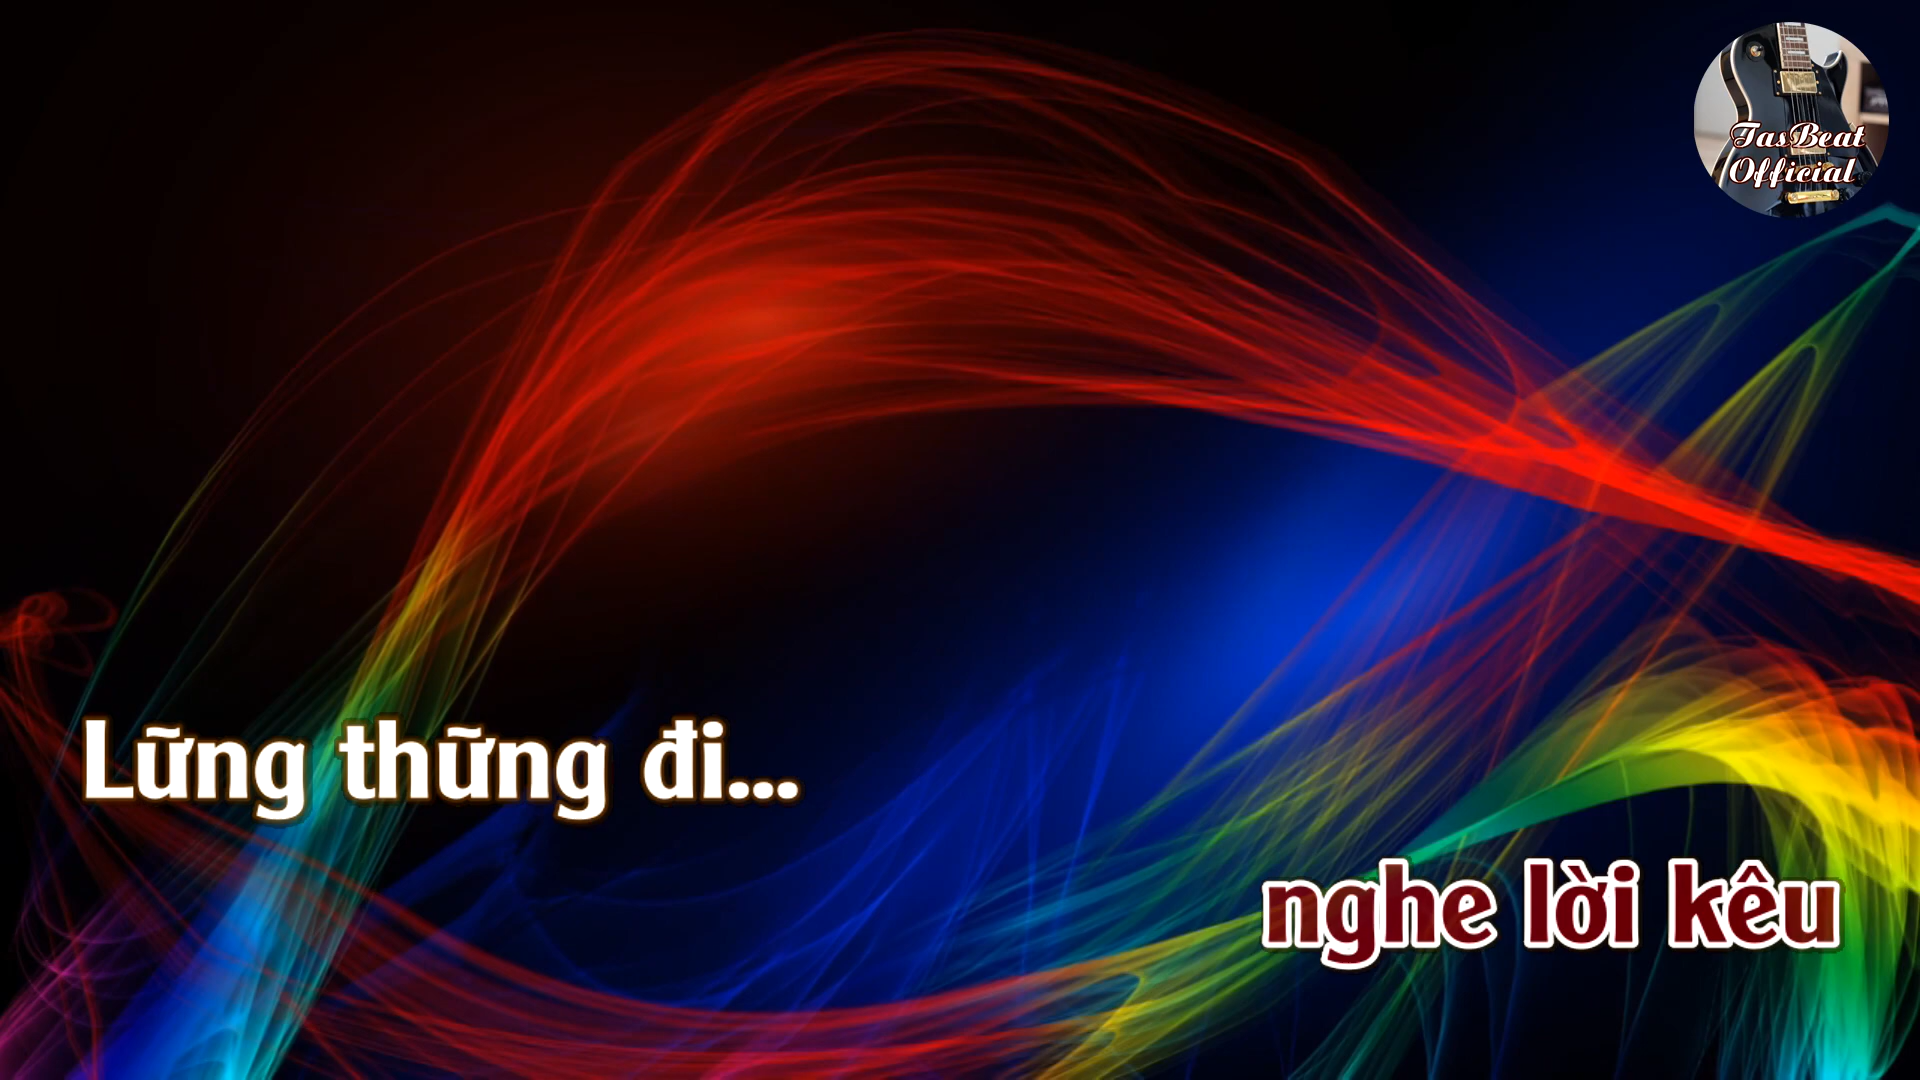 TasBeat
Official
Lững thững đi...
nghe lời kêu